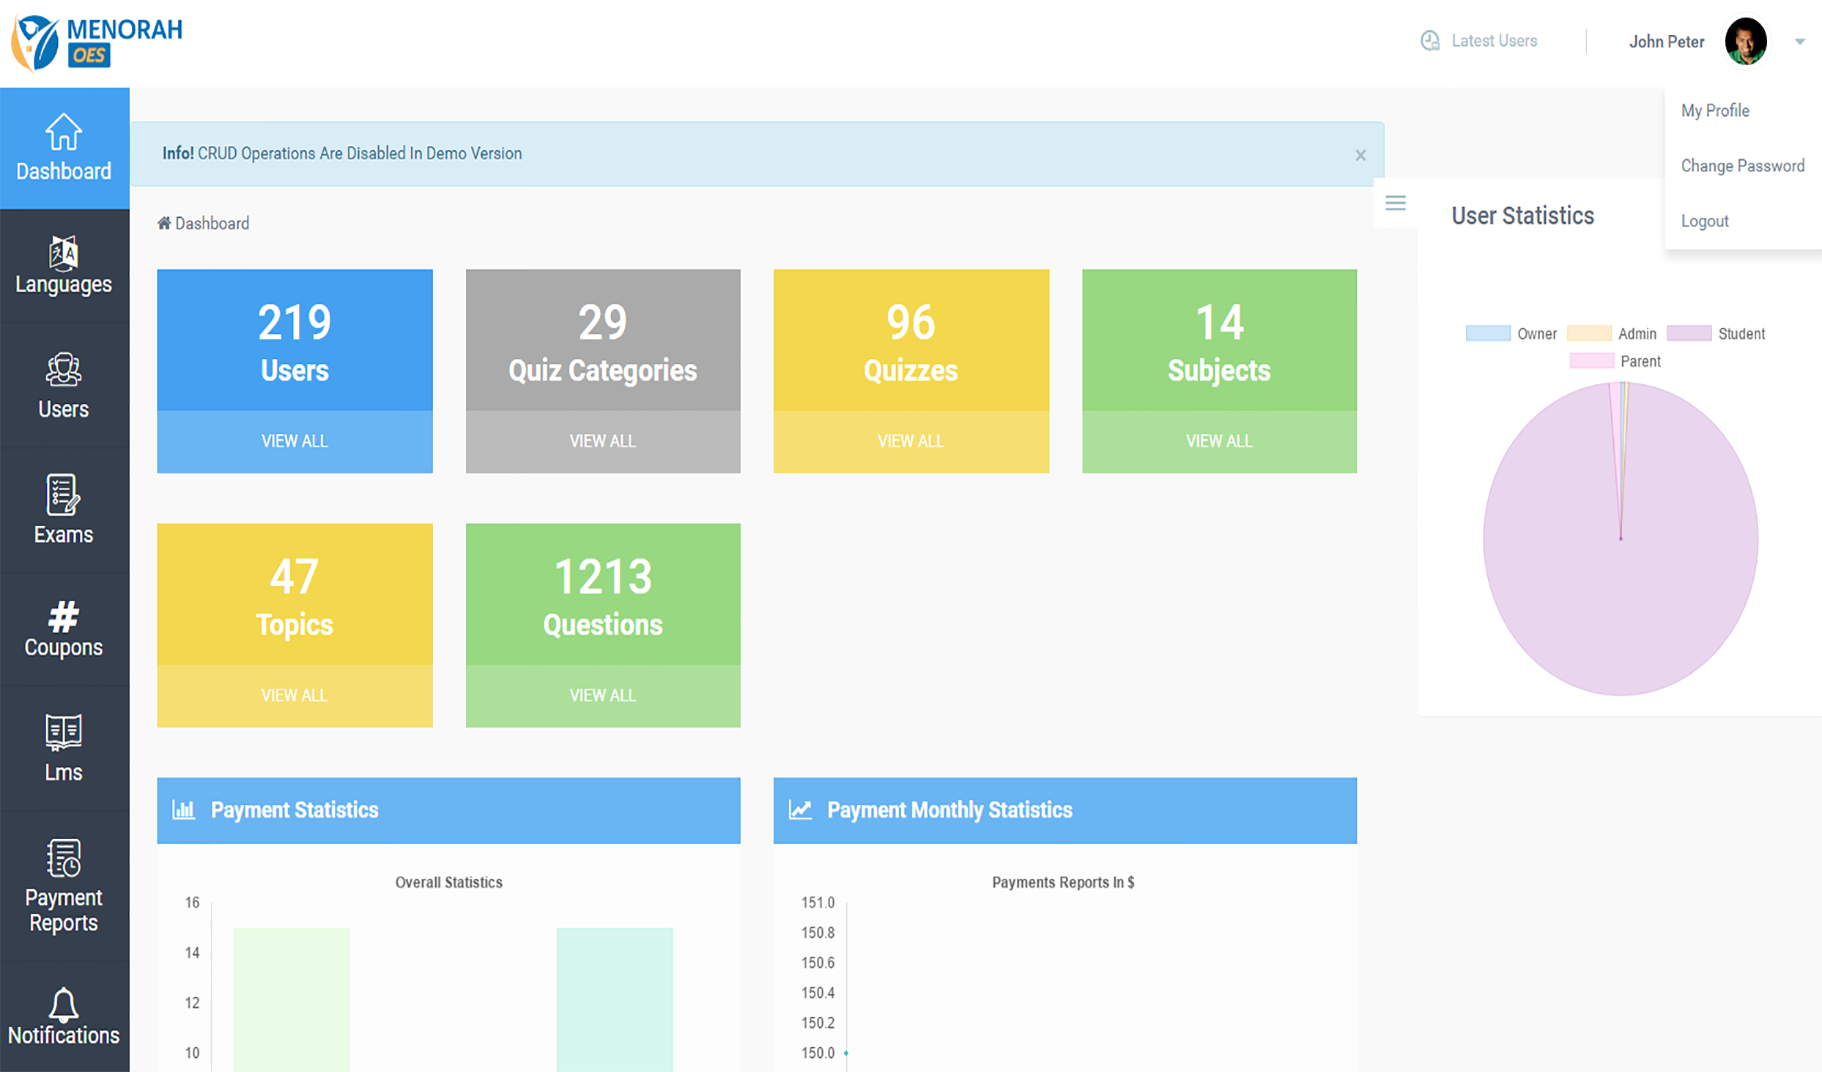 MENORAH
OES
Latest Users
John Peter
My Profile
Change Password
Logout
Dashboard
Languages
Users
Exams
Coupons
Lms
Payment
Reports
Notifications
Info! CRUD Operations Are Disabled In Demo Version
×
Dashboard
219
Users
VIEW ALL
29
Quiz Categories
VIEW ALL
96
Quizzes
VIEW ALL
14
Subjects
VIEW ALL
47
Topics
VIEW ALL
1213
Questions
VIEW ALL
User Statistics
Owner Admin Student
Parent
Payment Statistics
Overall Statistics
16
14
12
10
Payment Monthly Statistics
Payments Reports In $
151.0
150.8
150.6
150.4
150.2
150.0